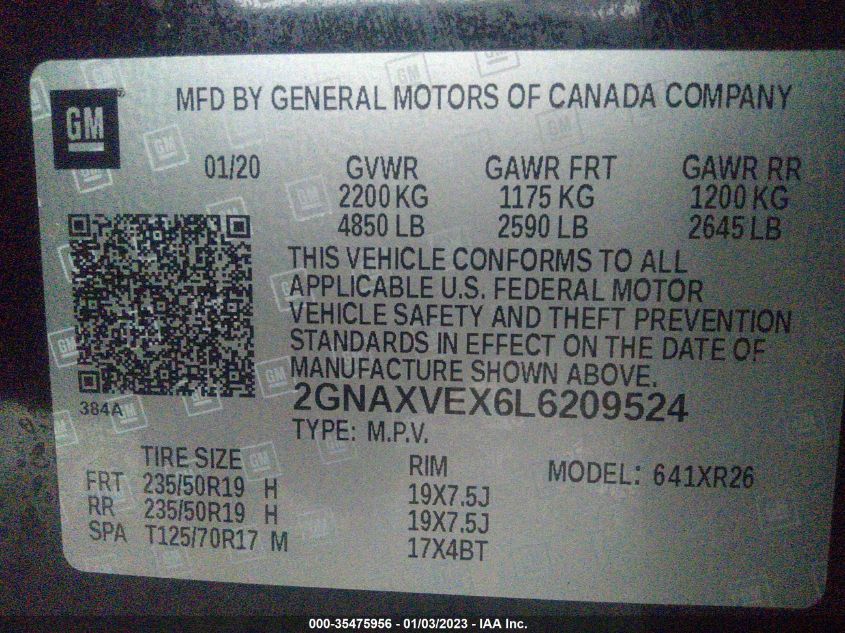 GM
®
MFD BY GENERAL MOTORS OF CANADA COMPANY
01/20 GVWR GAWR FRT GAWR RR
2200 KG 1175 KG 1200 KG
4850 LB 2590 LB 2645 LB
THIS VEHICLE CONFORMS TO ALL
APPLICABLE U.S. FEDERAL MOTOR
VEHICLE SAFETY AND THEFT PREVENTION
STANDARDS IN EFFECT ON THE DATE OF
MANUFACTURE SHOWN ABOVE.
384A
2GNAXVEX6L6209524
TYPE: M.P.V.
TIRE SIZE RIM MODEL: 641XR26
FRT 235/50R19 H 19X7.5J
RR 235/50R19 H 19X7.5J
SPA T125/70R17 M 17X4BT
000-35475956 - 01/03/2023 - © IAA Inc.